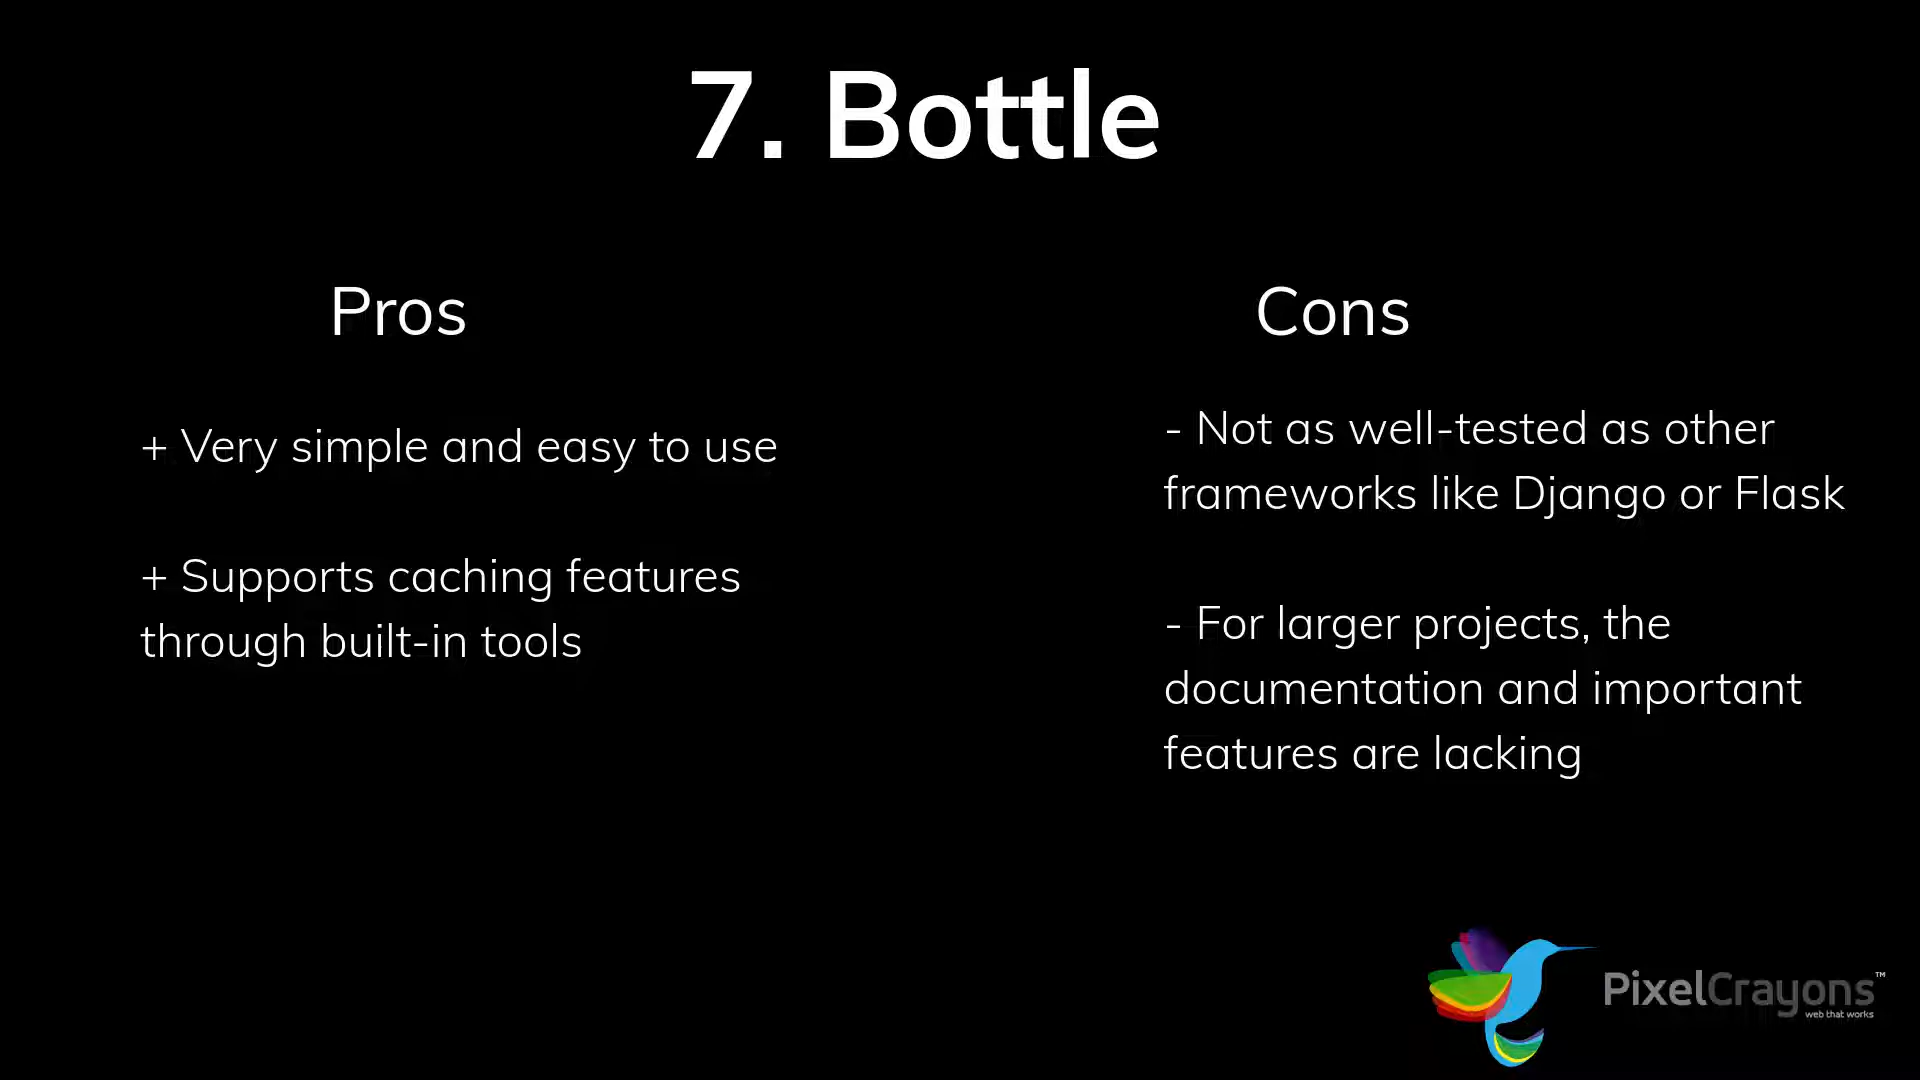 7. Bottle
Pros
+ Very simple and easy to use
+ Supports caching features
through built-in tools
Cons
- Not as well-tested as other
frameworks like Django or Flask
- For larger projects, the
documentation and important
features are lacking
PixelCrayons™
web that works